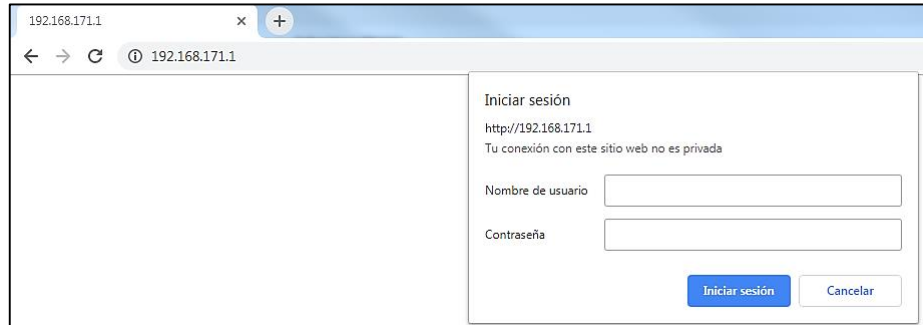 192.168.171.1
192.168.171.1
Iniciar sesión
http://192.168.171.1
Tu conexión con este sitio web no es privada
Nombre de usuario
Contraseña
Iniciar sesión Cancelar